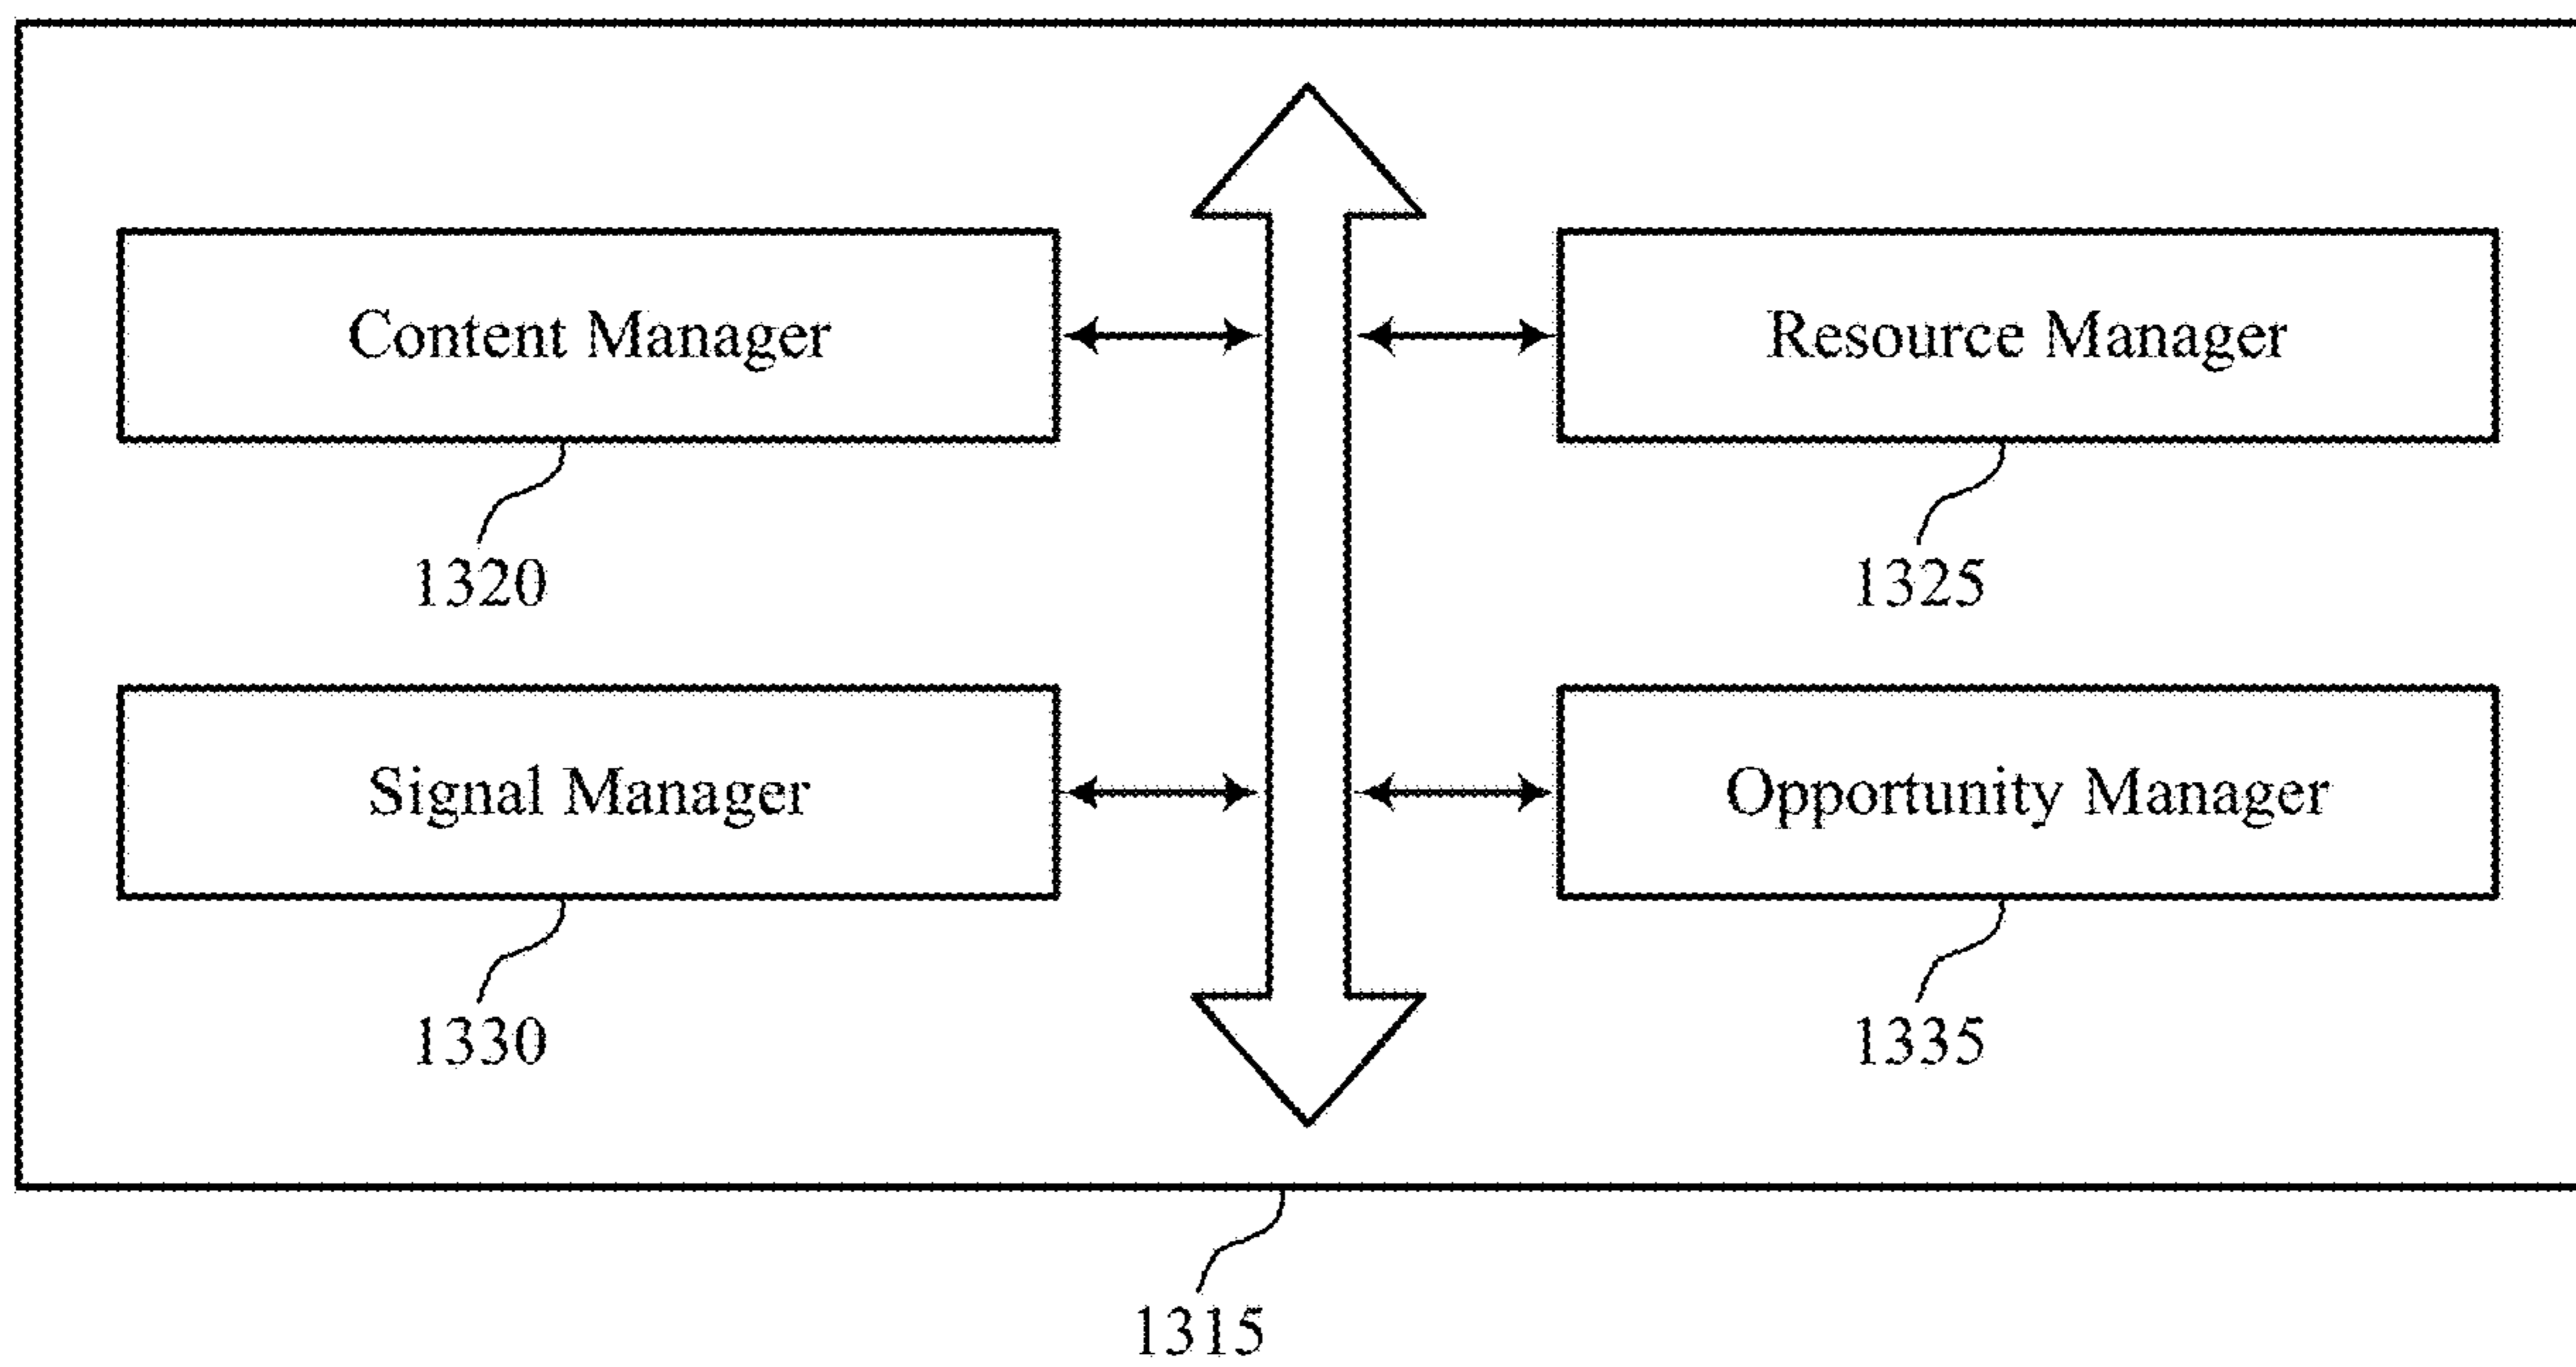 Content Manager
Resource Manager
1320
1325
Signal Manager
Opportunity Manager
1330
1335
1315